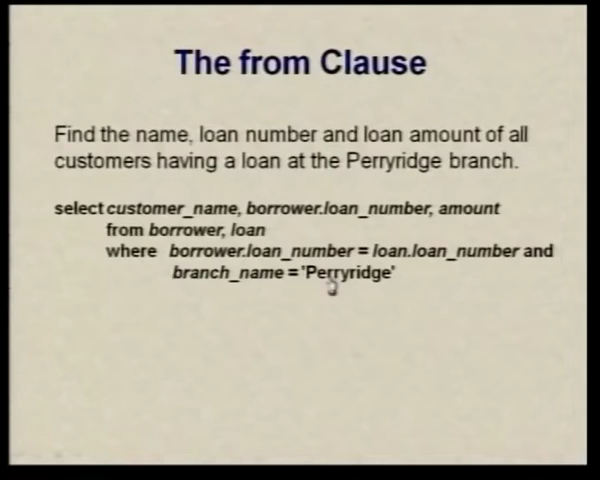 The from Clause
Find the name, loan number and loan amount of all
customers having a loan at the Perryridge branch.
select customer_name, borrower.loan_number, amount
from borrower, loan
where borrower.loan_number = loan.loan_number and
branch_name = 'Perryridge'